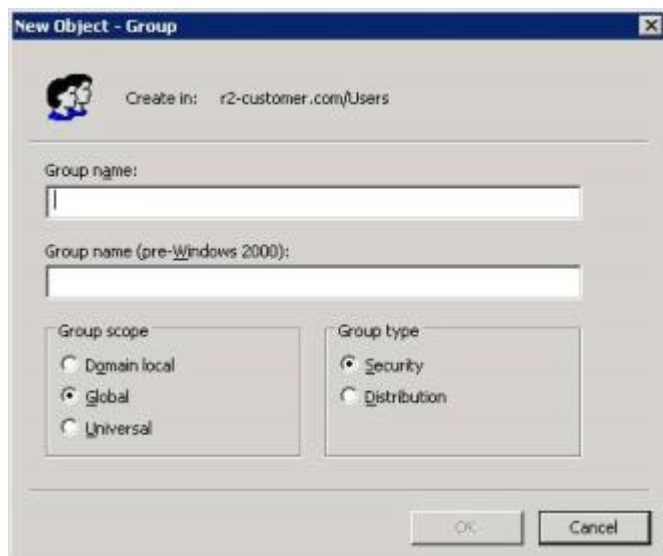 New Object - Group
Create in: r2-customer.com/Users
Group name:
Group name (pre-Windows 2000):
Group scope
Domain local
Global
Universal
Group type
Security
Distribution
OK
Cancel